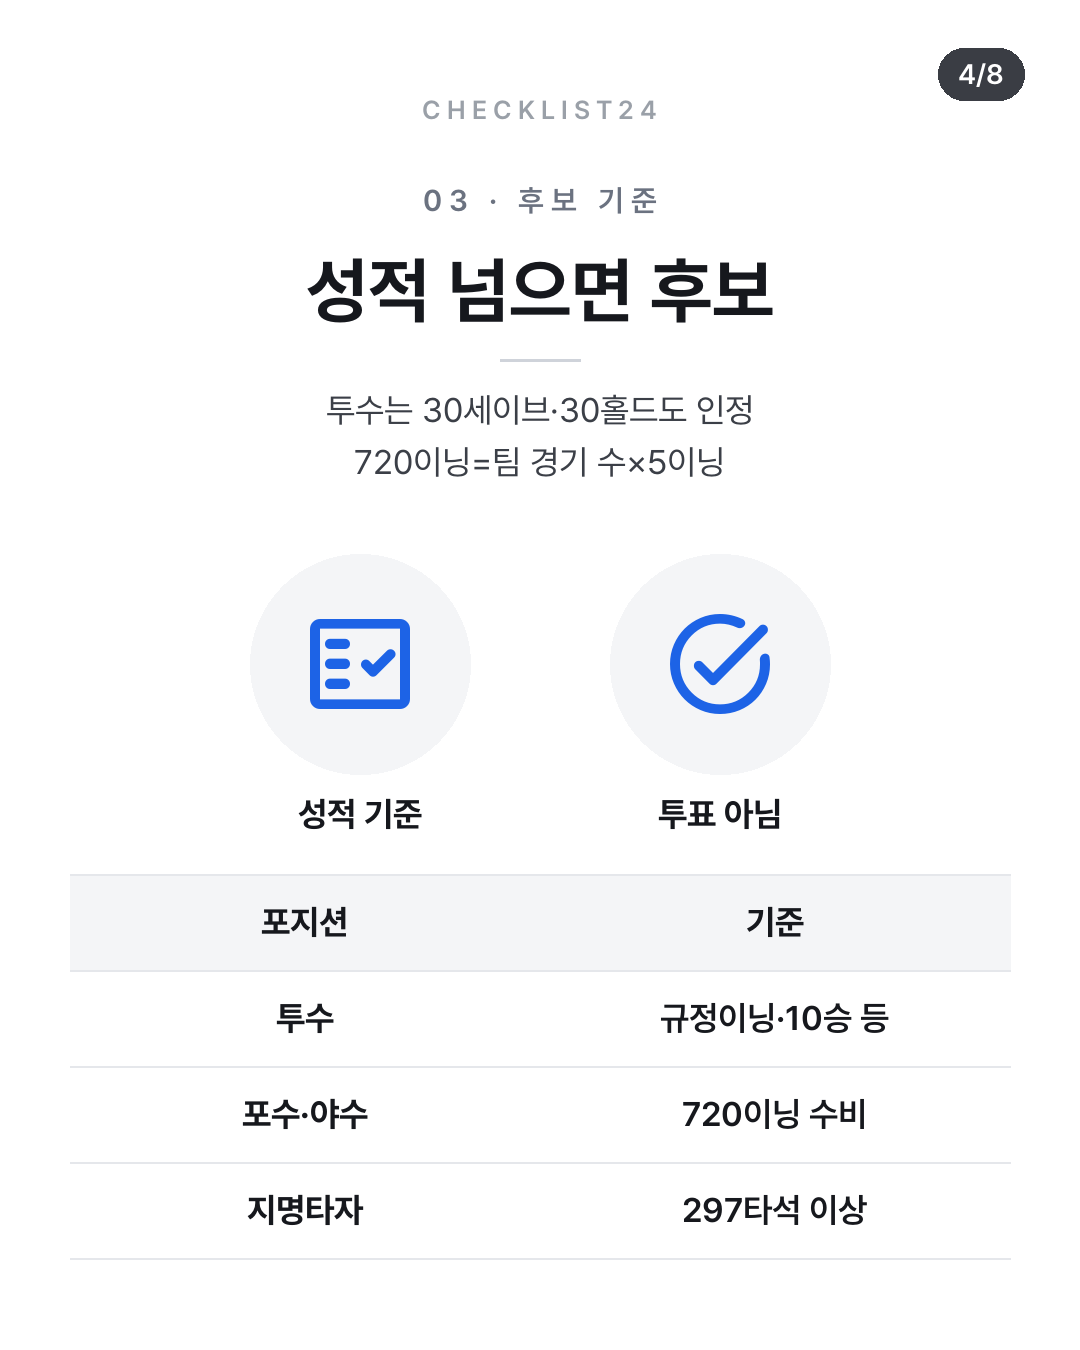 4/8
CHECKLIST24
03 · 후보 기준
성적 넘으면 후보
투수는 30세이브·30홀드도 인정
720이닝=팀 경기 수×5이닝
성적 기준
투표 아님
포지션
기준
투수
규정이닝·10승 등
포수·야수
720이닝 수비
지명타자
297타석 이상